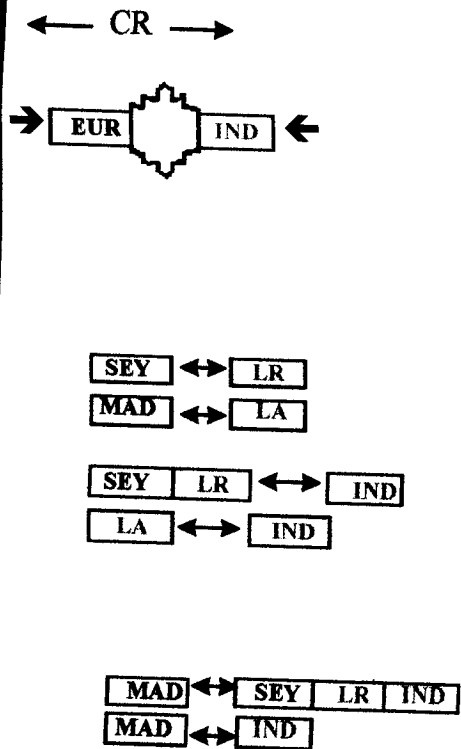 CR
EUR IND
SEY LR
MAD LA
SEY LR IND
LA IND
MAD SEY LR IND
MAD IND